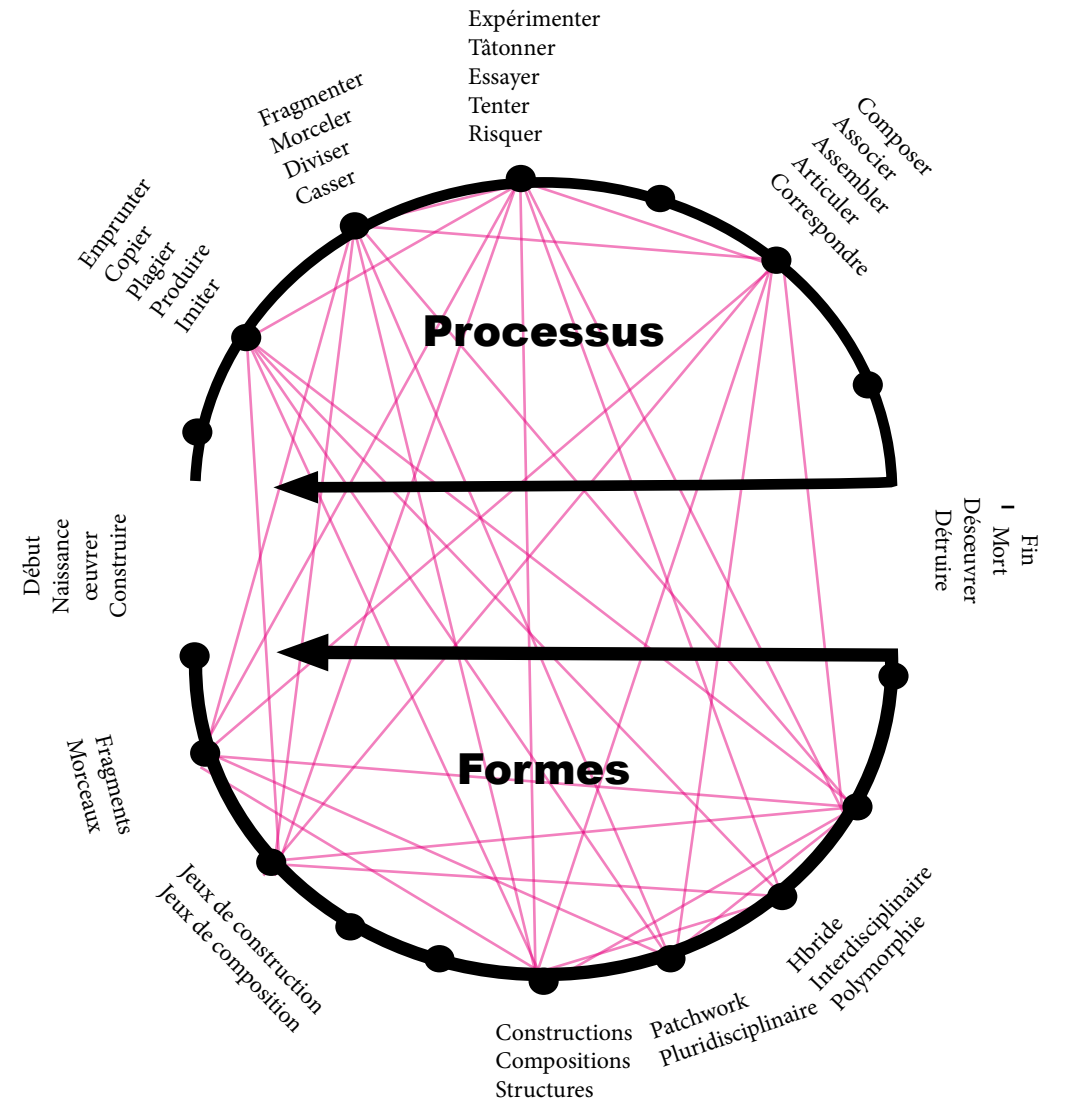 Expérimenter
Tâtonner
Essayer
Tenter
Risquer
Fragmenter
Morceler
Diviser
Casser
Composer
Associer
Assembler
Articuler
Correspondre
Emprunter
Copier
Plagier
Produire
Imiter
Processus
Début
Naissance
œuvrer
Construire
Fin
Mort
Désœuvrer
Détruire
Formes
Fragments
Morceaux
Jeux de construction
Jeux de composition
Constructions
Compositions
Structures
Patchwork
Pluridisciplinaire
Hbride
Interdisciplinaire
Polymorphie